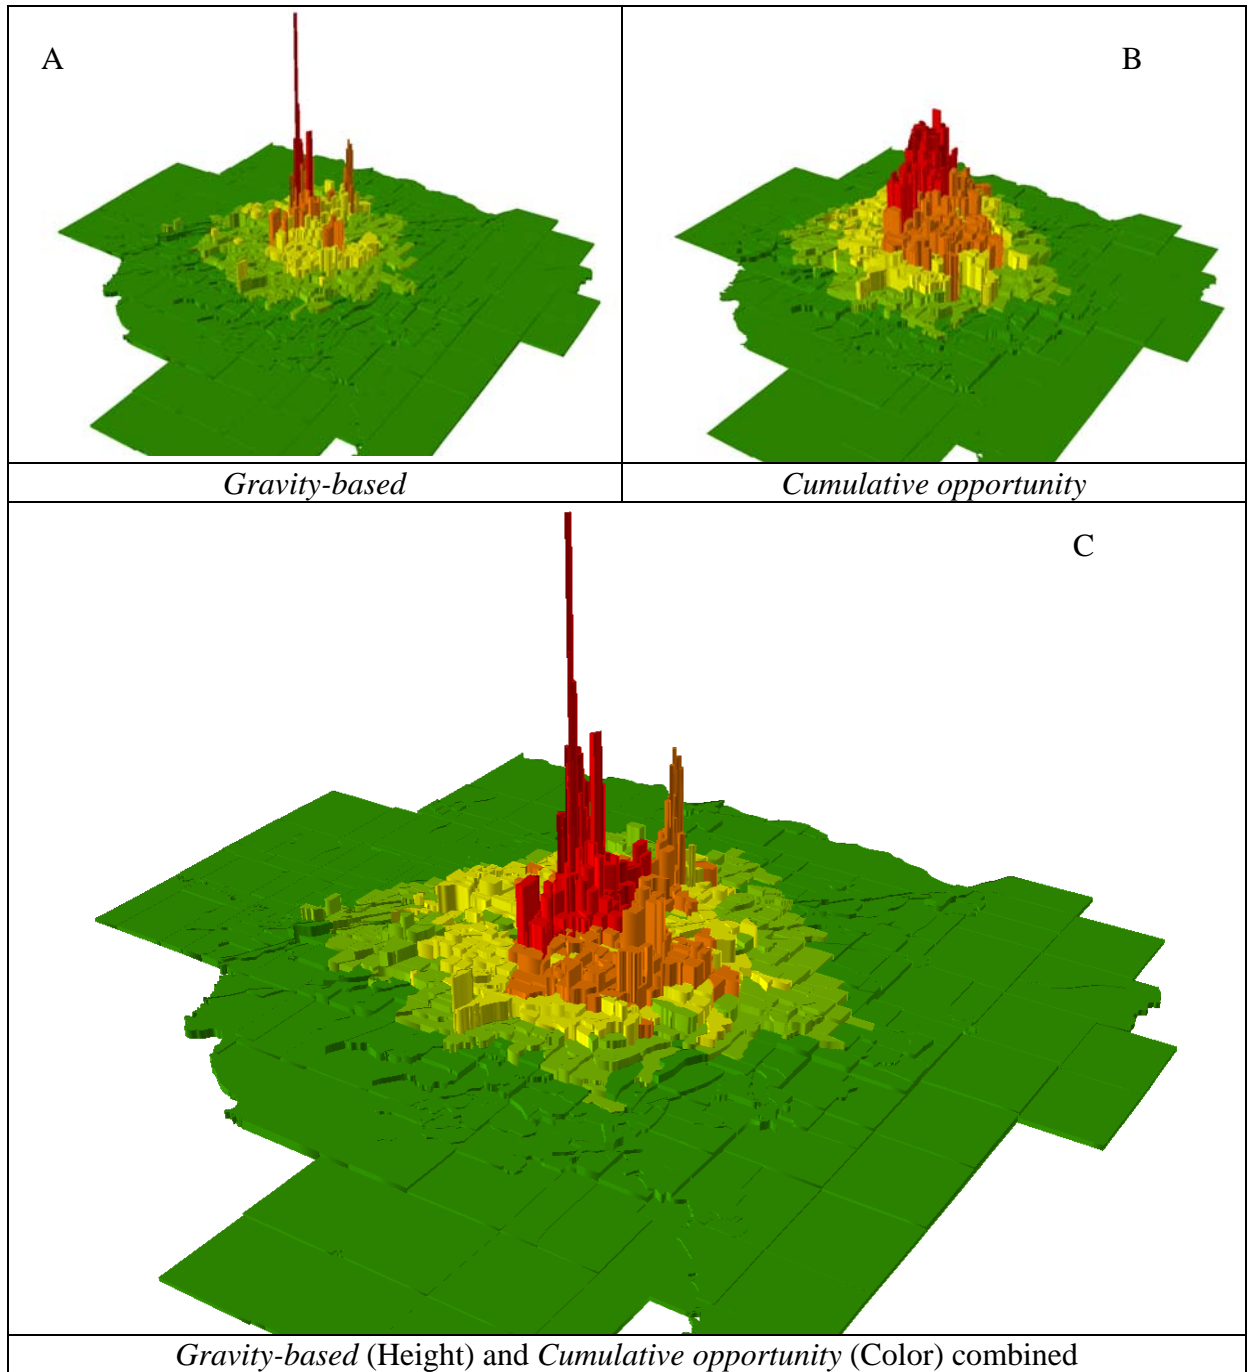 A
B
Gravity-based
Cumulative opportunity
C
Gravity-based (Height) and Cumulative opportunity (Color) combined